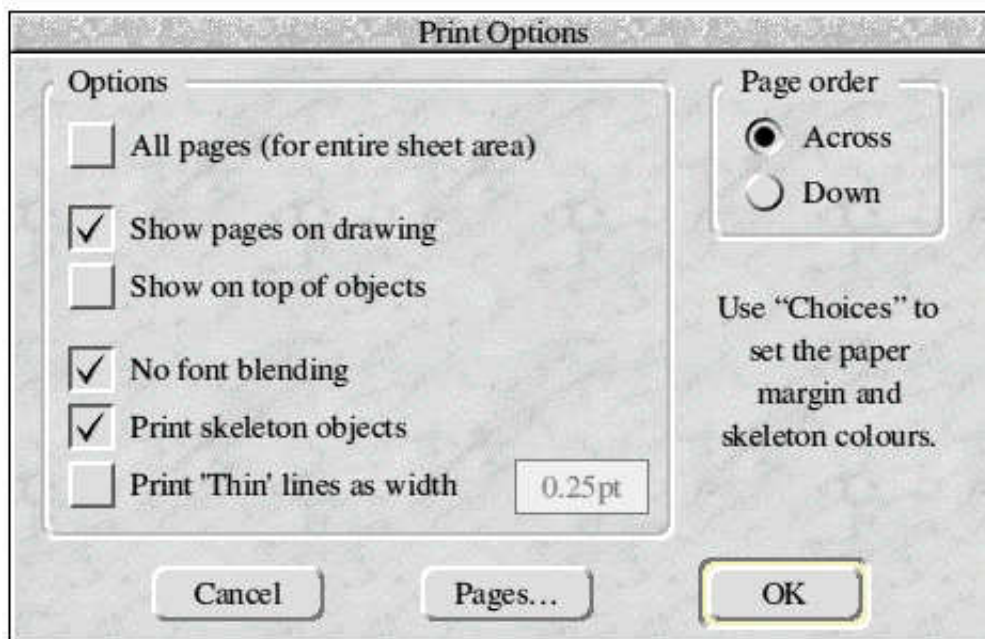 Print Options
Options
All pages (for entire sheet area)
Show pages on drawing
Show on top of objects
No font blending
Print skeleton objects
Print 'Thin' lines as width 0.25pt
Page order
Across
Down
Use “Choices” to
set the paper
margin and
skeleton colours.
Cancel Pages... OK